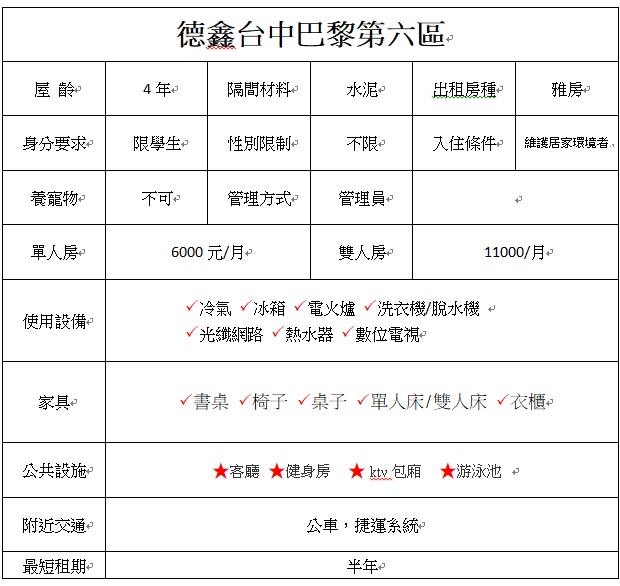 德鑫台中巴黎第六區
屋 齡 4 年 隔間材料 水泥 出租房種 雅房
身分要求 限學生 性別限制 不限 入住條件 維護居家環境者
養寵物 不可 管理方式 管理員
單人房 6000 元/月 雙人房 11000/月
使用設備 ✓冷氣 ✓冰箱 ✓電火爐 ✓洗衣機/脫水機
✓光纖網路 ✓熱水器 ✓數位電視
家具 ✓書桌 ✓椅子 ✓桌子 ✓單人床/雙人床 ✓衣櫃
公共設施 ★客廳 ★健身房 ★ ktv 包廂 ★游泳池
附近交通 公車，捷運系統
最短租期 半年